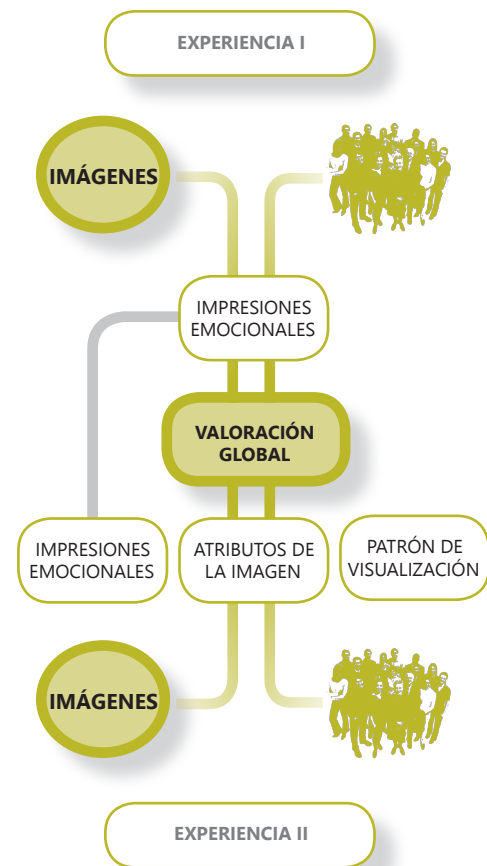 EXPERIENCIA I
IMÁGENES
IMPRESIONES
EMOCIONALES
VALORACIÓN
GLOBAL
IMPRESIONES
EMOCIONALES
ATRIBUTOS DE
LA IMAGEN
PATRÓN DE
VISUALIZACIÓN
IMÁGENES
EXPERIENCIA II